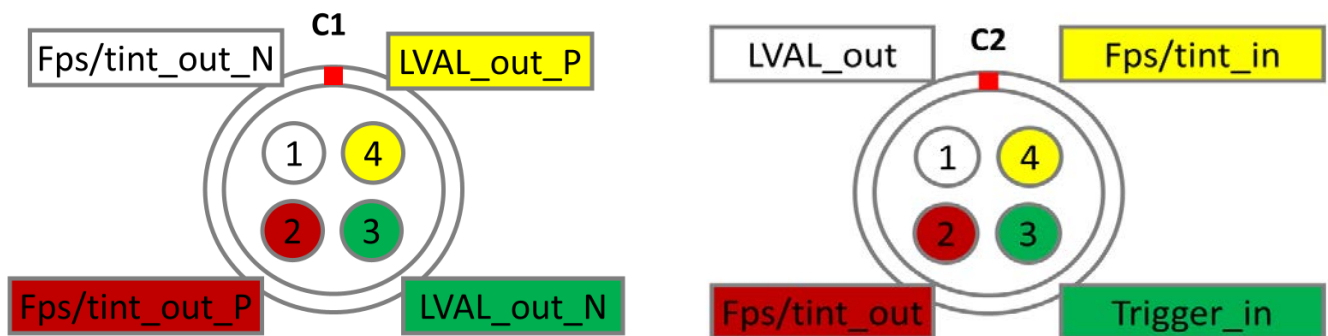 C1
Fps/tint_out_N
LVAL_out_P
1
4
2
3
Fps/tint_out_P
LVAL_out_N
C2
LVAL_out
Fps/tint_in
1
4
2
3
Fps/tint_out
Trigger_in